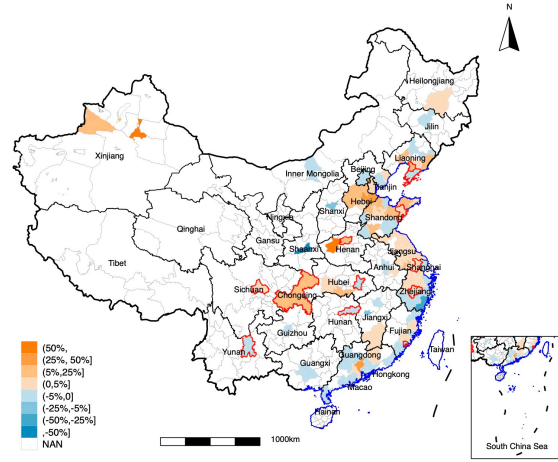 N
Heilongjiang
Jilin
Liaoning
Xinjiang
Inner Mongolia
Beijing
Tianjin
Hebei
Shanxi
Ningxia
Shandong
Qinghai
Gansu
Shaanxi
Henan
Jiangsu
Tibet
Anhui
Shanghai
Hubei
Sichuan
Chongqing
Zhejiang
Hunan
Jiangxi
Guizhou
Fujian
Yunan
Taiwan
Guangdong
Guangxi
Hongkong
Macao
Hainan
(50%,
(25%, 50%]
(5%,25%]
(0,5%]
(-5%,0]
(-25%,-5%]
(-50%,-25%]
,-50%]
NAN
1000km
South China Sea